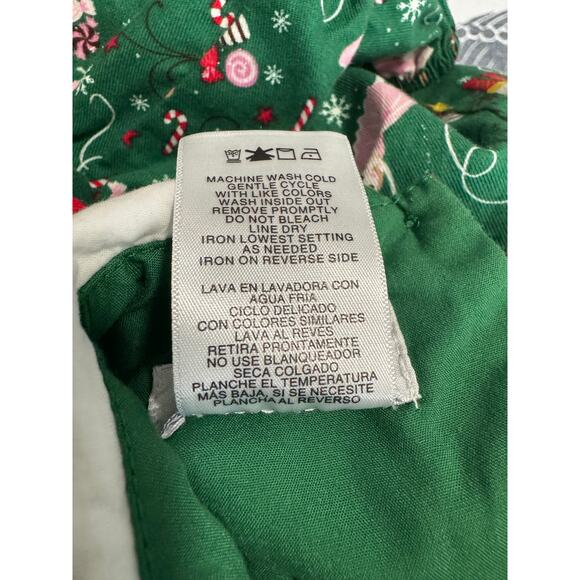 MACHINE WASH COLD
GENTLE CYCLE
WITH LIKE COLORS
WASH INSIDE OUT
REMOVE PROMPTLY
DO NOT BLEACH
LINE DRY
IRON LOWEST SETTING
AS NEEDED
IRON ON REVERSE SIDE
LAVA EN LAVADORA CON
AGUA FRIA
CICLO DELICADO
CON COLORES SIMILARES
LAVA AL REVES
RETIRA PRONTAMENTE
NO USE BLANQUEADOR
SECA COLGADO
PLANCHE EL TEMPERATURA
MÁS BAJA, SI SE NECESITE
PLANCHA AL REVERSO